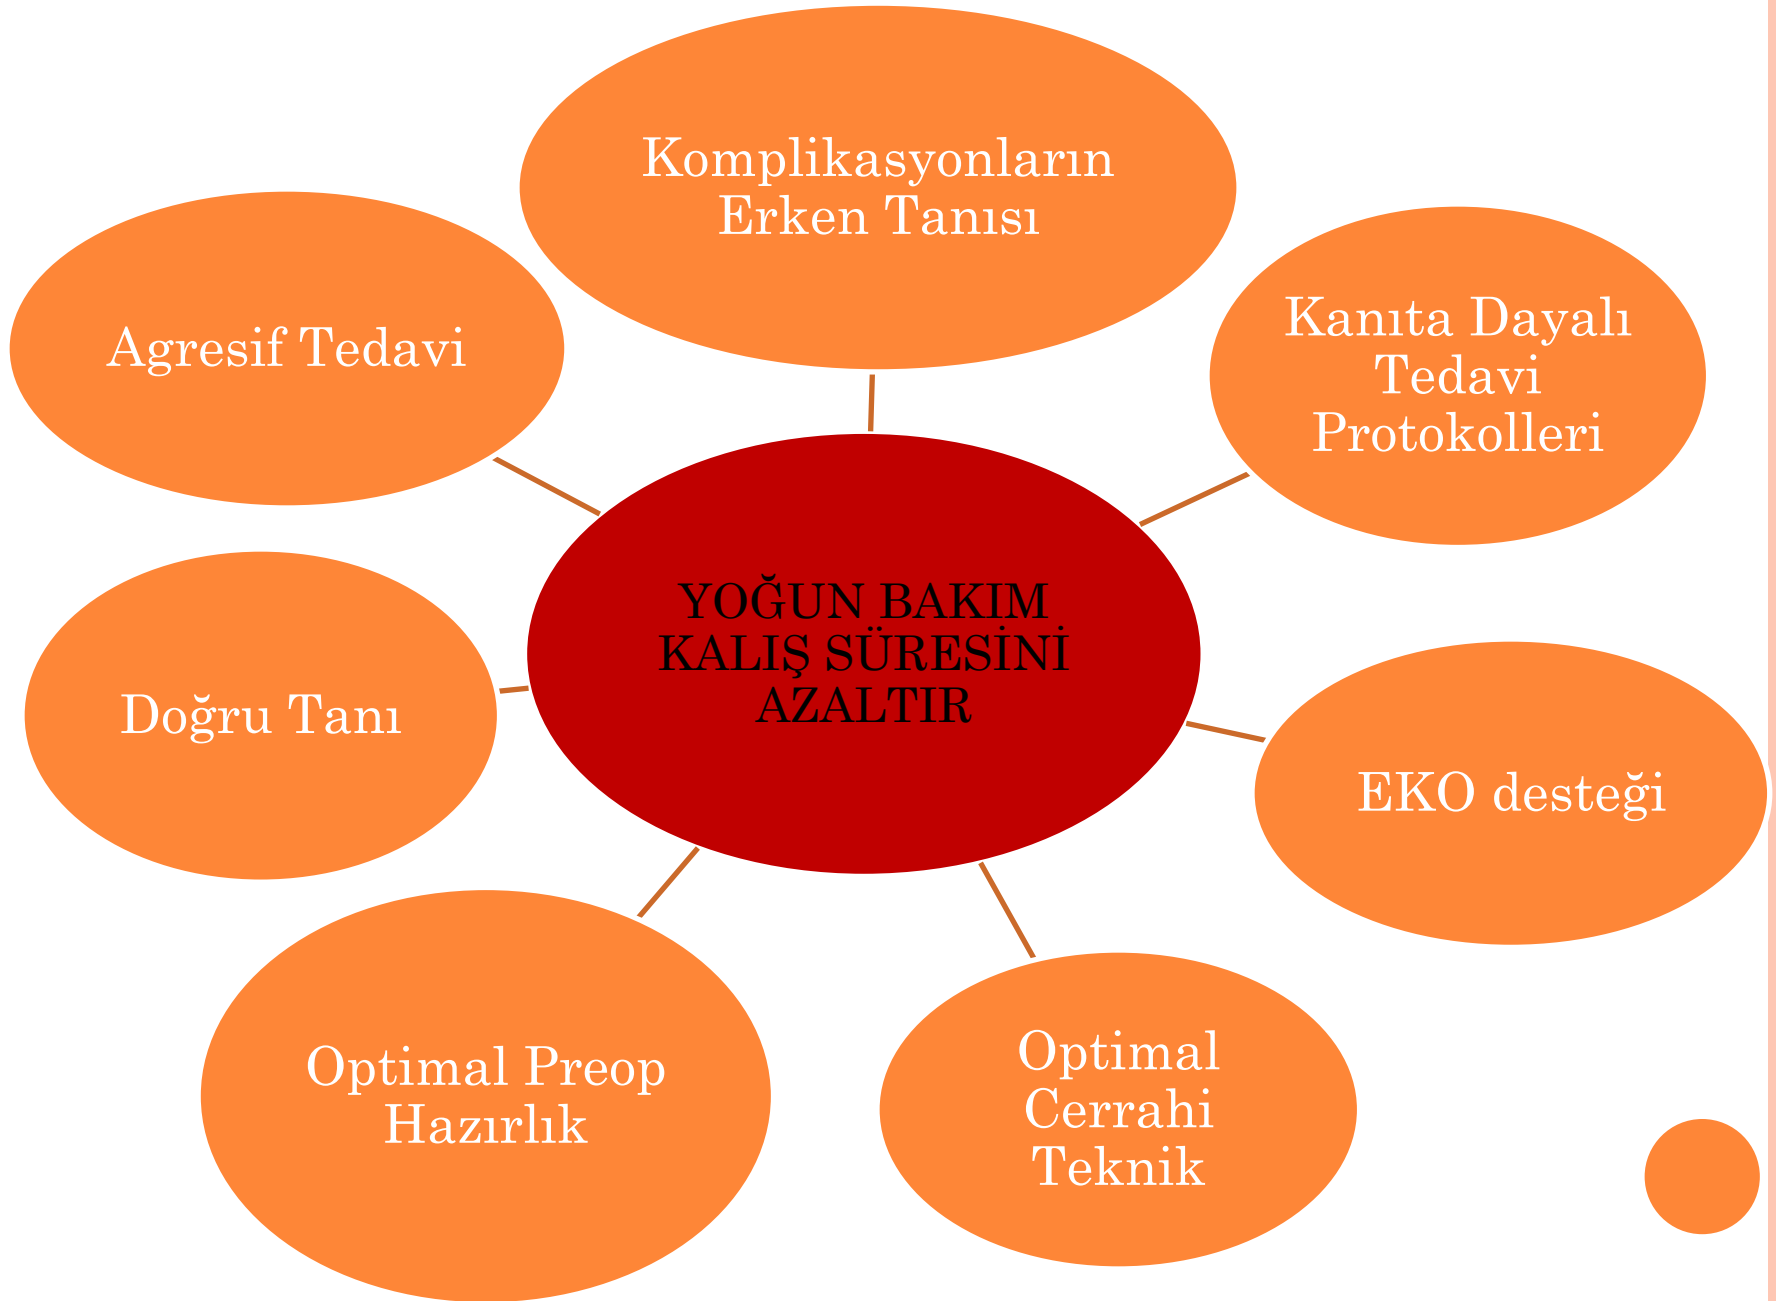 Komplikasyonların
Erken Tanısı
Kanıta Dayalı
Tedavi
Protokolleri
EKO desteği
Optimal
Cerrahi
Teknik
Optimal Preop
Hazırlık
Doğru Tanı
Agresif Tedavi
YOĞUN BAKIM
KALIŞ SÜRESİNİ
AZALTIR